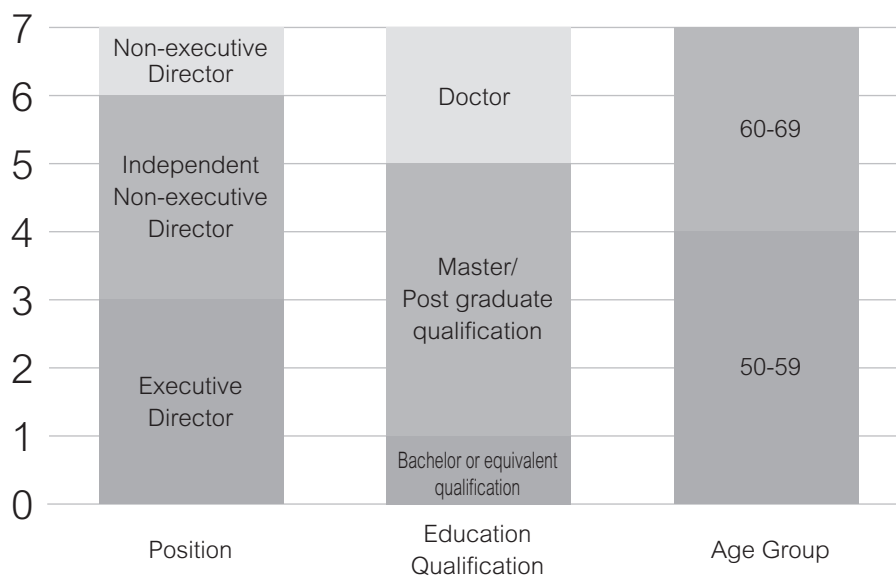 7
6
5
4
3
2
1
0
Non-executive
Director
Independent
Non-executive
Director
Executive
Director
Doctor
Master/
Post graduate
qualification
Bachelor or equivalent
qualification
60-69
50-59
Position
Education
Qualification
Age Group